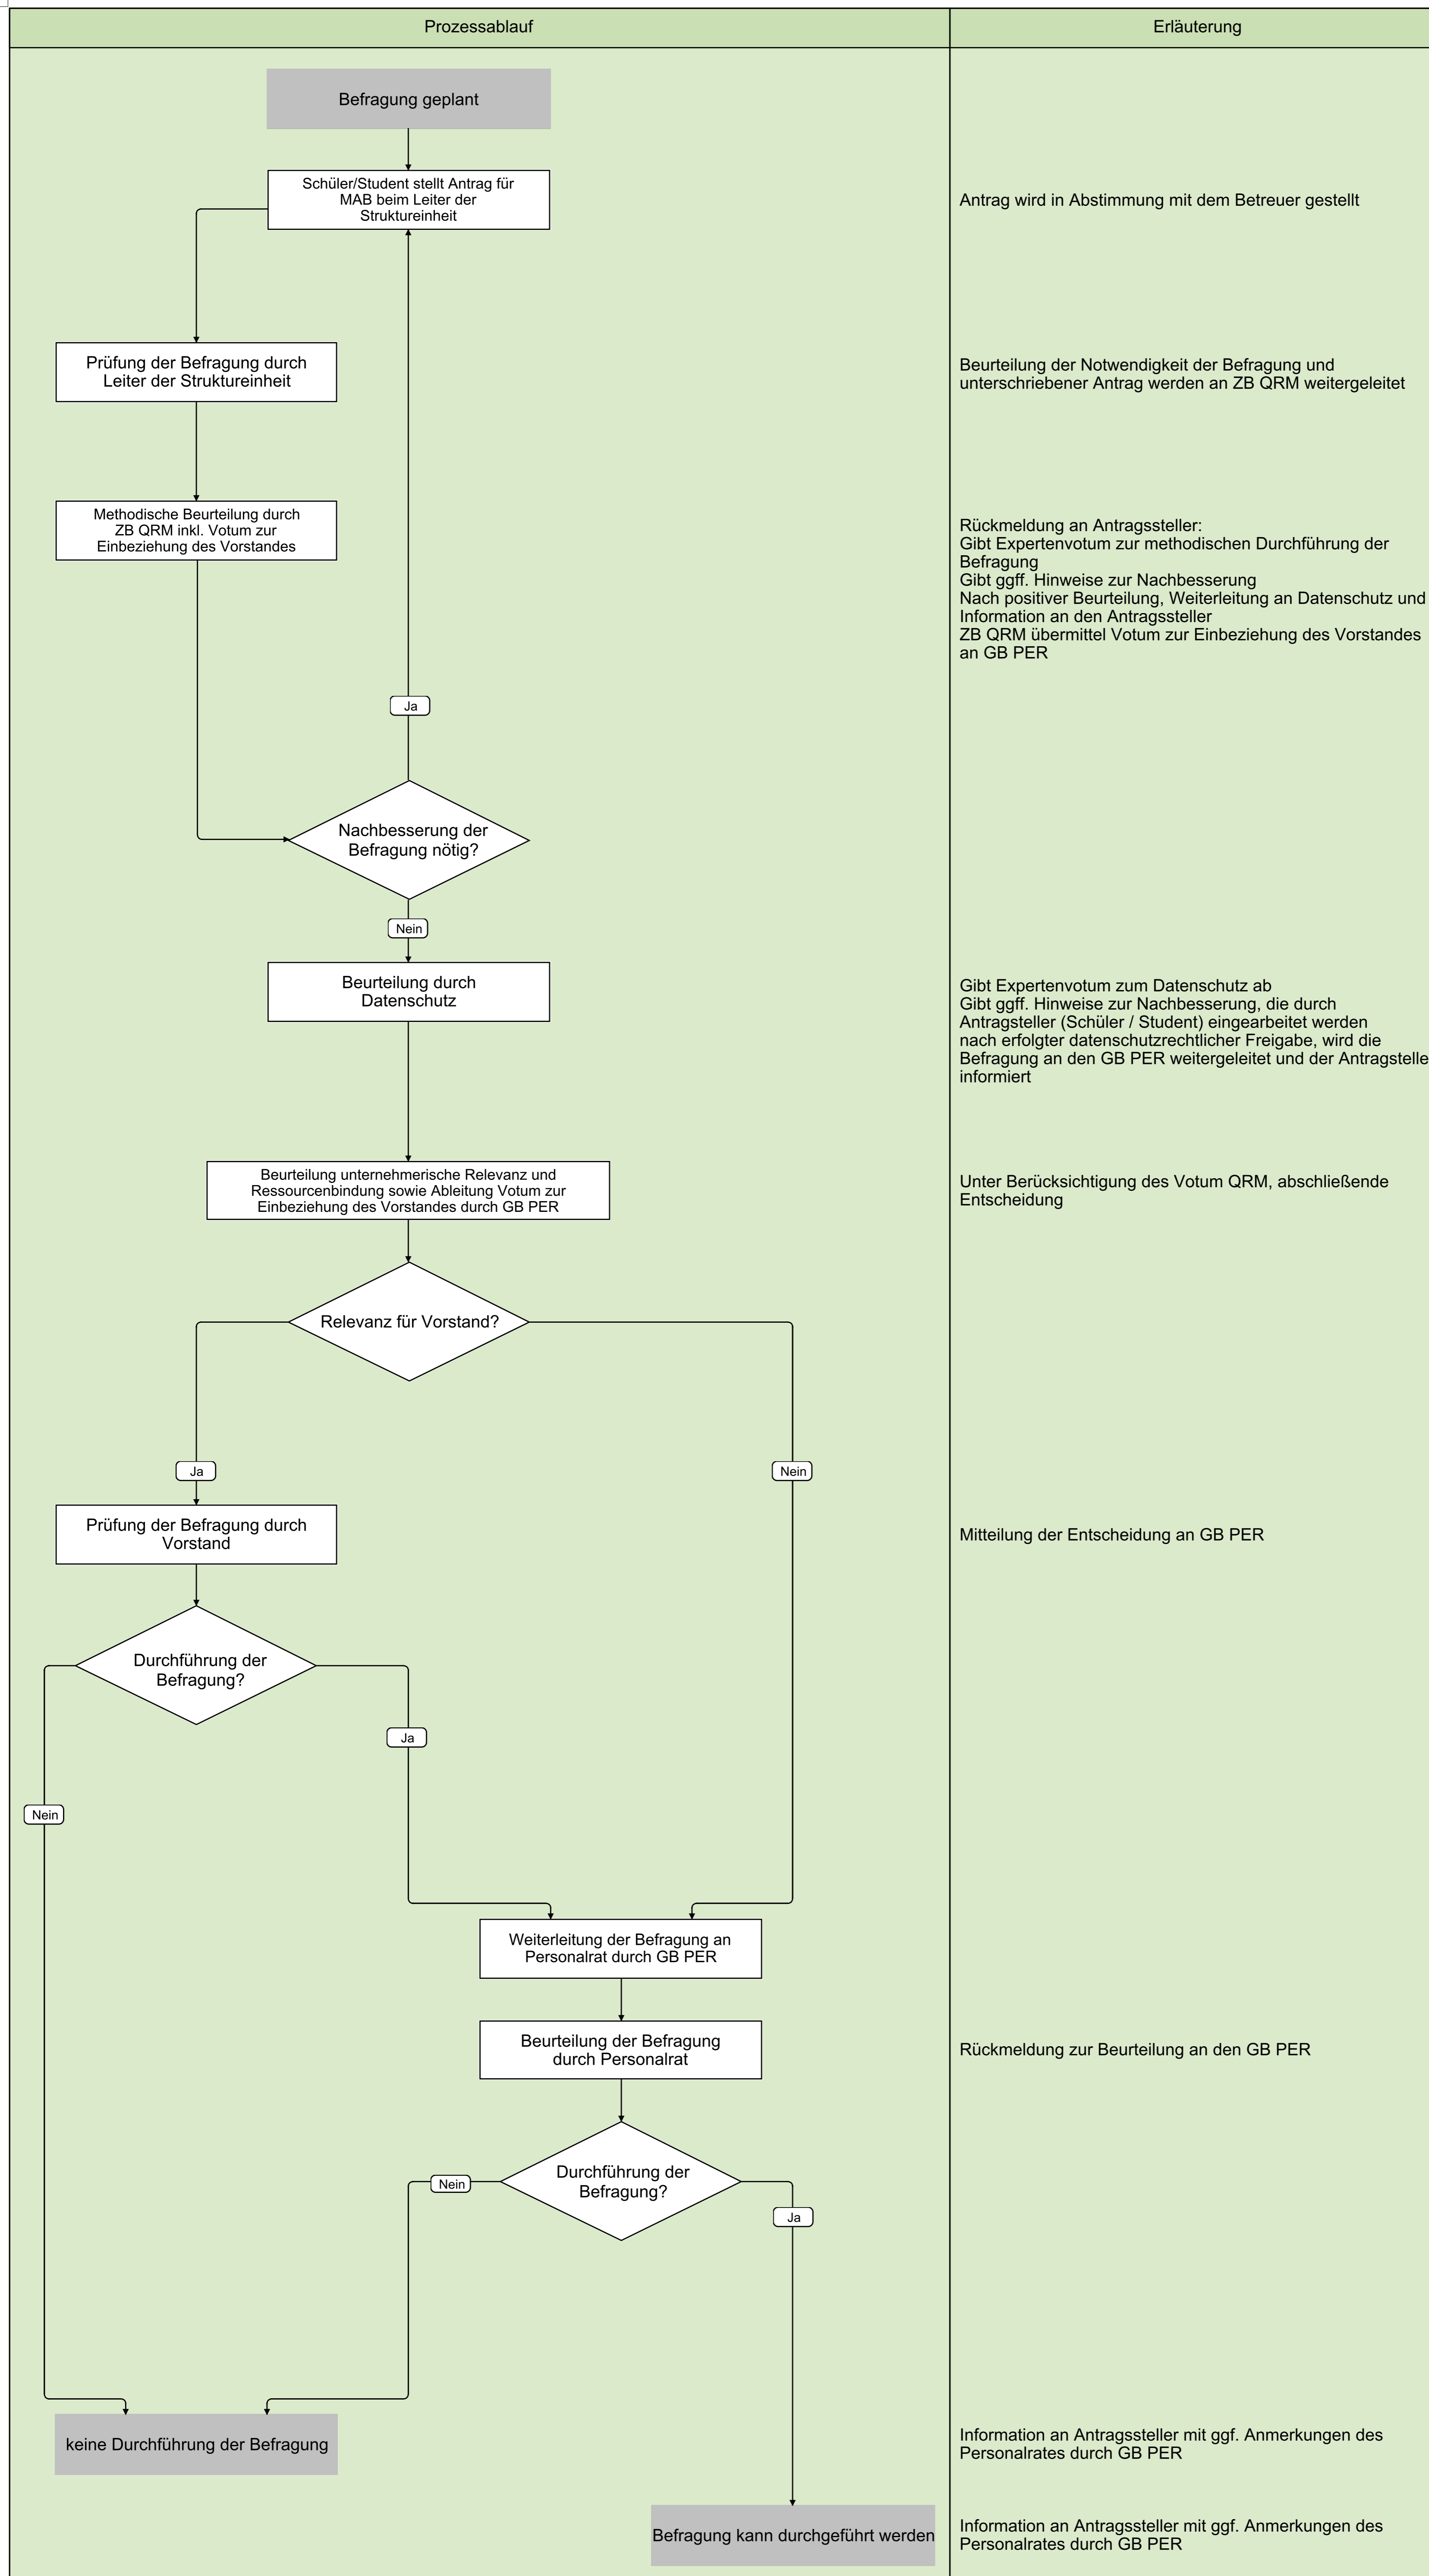 Prozessablauf
Erläuterung
Befragung geplant
Schüler/Student stellt Antrag für
MAB beim Leiter der
Struktureinheit
Antrag wird in Abstimmung mit dem Betreuer gestellt
Prüfung der Befragung durch
Leiter der Struktureinheit
Beurteilung der Notwendigkeit der Befragung und
unterschriebener Antrag werden an ZB QRM weitergeleitet
Methodische Beurteilung durch
ZB QRM inkl. Votum zur
Einbeziehung des Vorstandes
Rückmeldung an Antragssteller:
Gibt Expertenvotum zur methodischen Durchführung der
Befragung
Gibt ggff. Hinweise zur Nachbesserung
Nach positiver Beurteilung, Weiterleitung an Datenschutz und
Information an den Antragssteller
ZB QRM übermittel Votum zur Einbeziehung des Vorstandes
an GB PER
Ja
Nachbesserung der
Befragung nötig?
Nein
Beurteilung durch
Datenschutz
Gibt Expertenvotum zum Datenschutz ab
Gibt ggff. Hinweise zur Nachbesserung, die durch
Antragsteller (Schüler / Student) eingearbeitet werden
nach erfolgter datenschutzrechtlicher Freigabe, wird die
Befragung an den GB PER weitergeleitet und der Antragstelle
informiert
Beurteilung unternehmerische Relevanz und
Ressourcenbindung sowie Ableitung Votum zur
Einbeziehung des Vorstandes durch GB PER
Unter Berücksichtigung des Votum QRM, abschließende
Entscheidung
Relevanz für Vorstand?
Ja
Nein
Prüfung der Befragung durch
Vorstand
Mitteilung der Entscheidung an GB PER
Durchführung der
Befragung?
Ja
Nein
Weiterleitung der Befragung an
Personalrat durch GB PER
Beurteilung der Befragung
durch Personalrat
Rückmeldung zur Beurteilung an den GB PER
Durchführung der
Befragung?
Nein
Ja
keine Durchführung der Befragung
Information an Antragssteller mit ggf. Anmerkungen des
Personalrates durch GB PER
Befragung kann durchgeführt werden
Information an Antragssteller mit ggf. Anmerkungen des
Personalrates durch GB PER